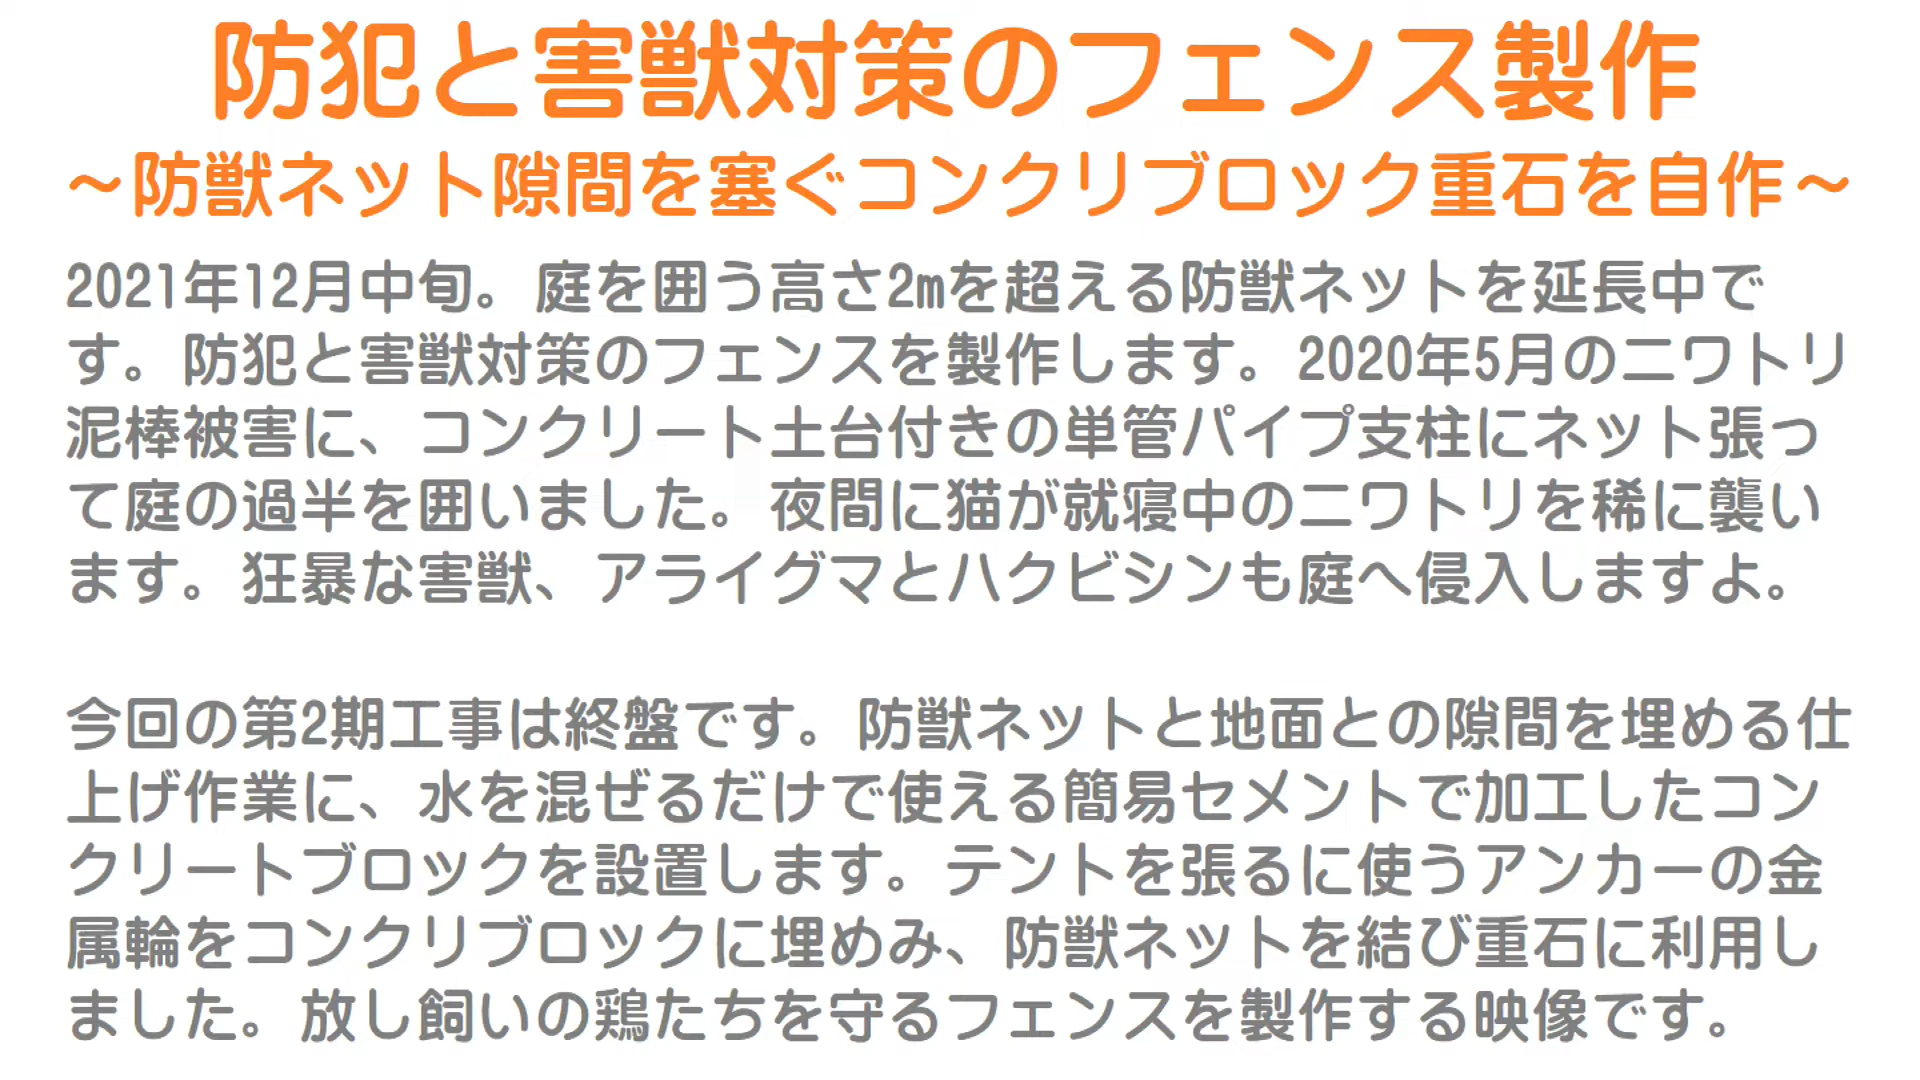 防犯と害獣対策のフェンス製作
～防獣ネット隙間を塞ぐコンクリブロック重石を自作～
2021年12月中旬。庭を囲う高さ2mを超える防獣ネットを延長中で
す。防犯と害獣対策のフェンスを製作します。2020年5月のニワトリ
泥棒被害に、コンクリート土台付きの単管パイプ支柱にネット張っ
て庭の過半を囲いました。夜間に猫が就寝中のニワトリを稀に襲い
ます。狂暴な害獣、アライグマとハクビシンも庭へ侵入しますよ。
今回の第2期工事は終盤です。防獣ネットと地面との隙間を埋める仕
上げ作業に、水を混ぜるだけで使える簡易セメントで加工したコン
クリートブロックを設置します。テントを張るに使うアンカーの金
属輪をコンクリブロックに埋めみ、防獣ネットを結び重石に利用し
ました。放し飼いの鶏たちを守るフェンスを製作する映像です。